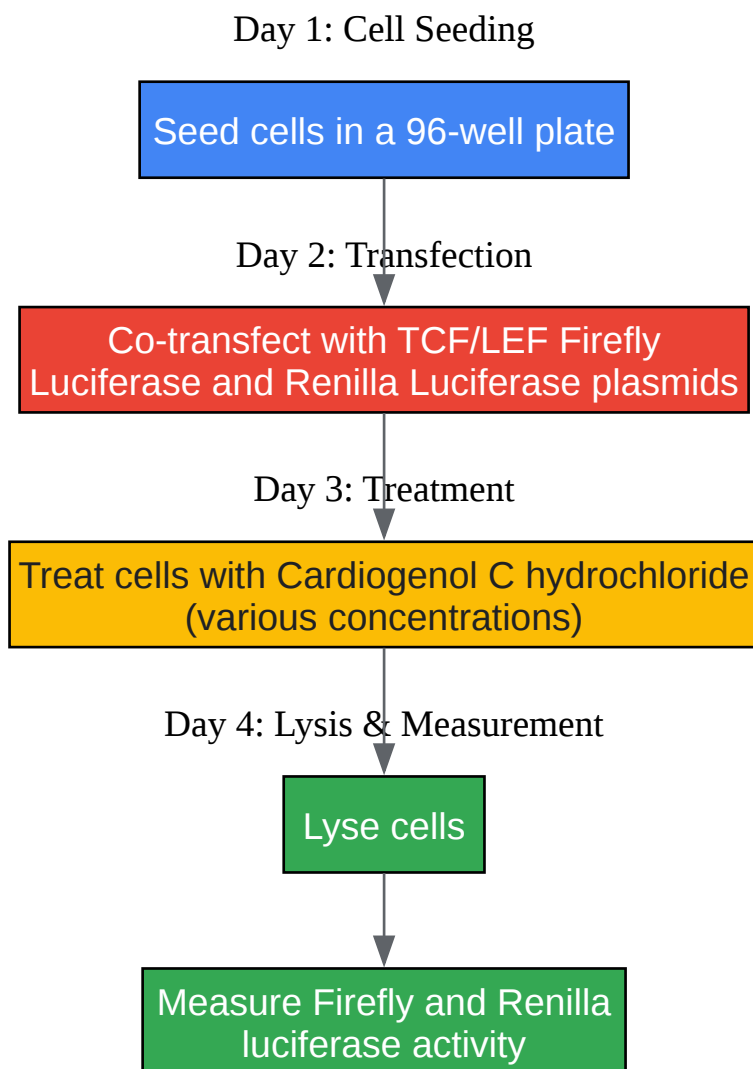 Day 1: Cell Seeding
Seed cells in a 96-well plate
Day 2: Transfection
Co-transfect with TCF/LEF Firefly
Luciferase and Renilla Luciferase plasmids
Day 3: Treatment
Treat cells with Cardiogenol C hydrochloride
(various concentrations)
Day 4: Lysis & Measurement
Lyse cells
Measure Firefly and Renilla
luciferase activity